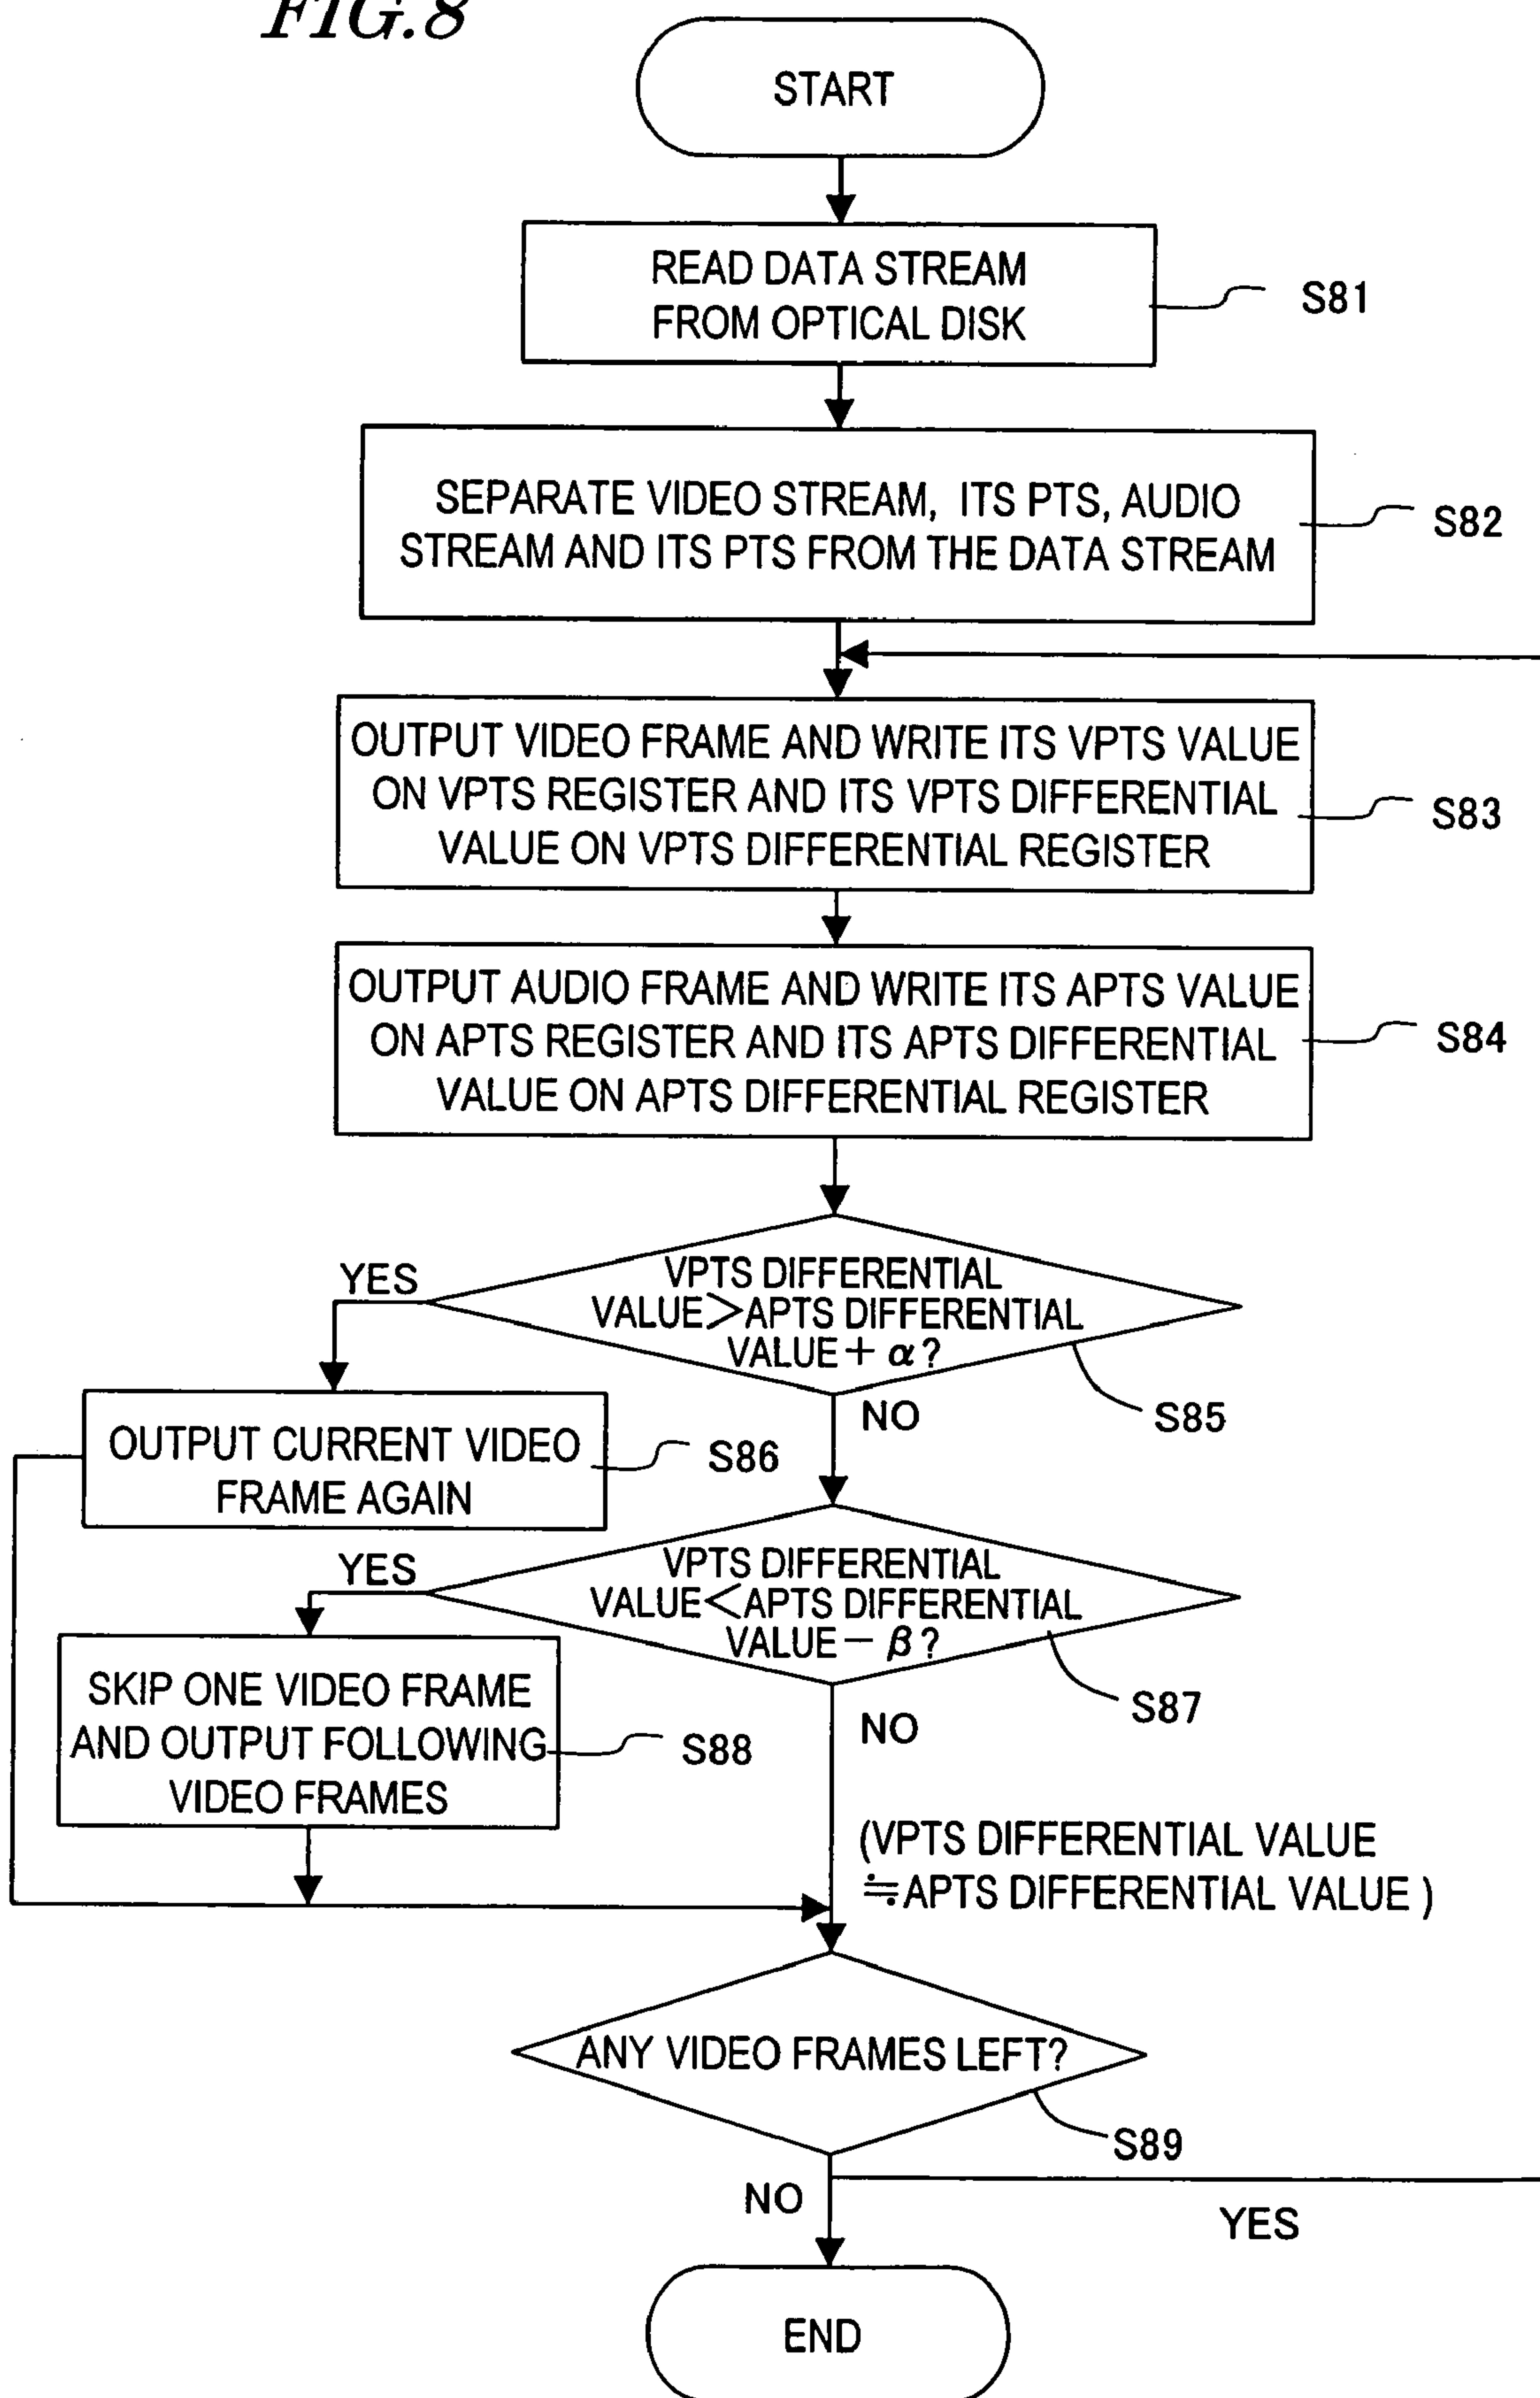 FIG.8
START
READ DATA STREAM
FROM OPTICAL DISK
S81
SEPARATE VIDEO STREAM, ITS PTS, AUDIO
STREAM AND ITS PTS FROM THE DATA STREAM
S82
OUTPUT VIDEO FRAME AND WRITE ITS VPTS VALUE
ON VPTS REGISTER AND ITS VPTS DIFFERENTIAL
VALUE ON VPTS DIFFERENTIAL REGISTER
S83
OUTPUT AUDIO FRAME AND WRITE ITS APTS VALUE
ON APTS REGISTER AND ITS APTS DIFFERENTIAL
VALUE ON APTS DIFFERENTIAL REGISTER
S84
VPTS DIFFERENTIAL
VALUE>APTS DIFFERENTIAL
VALUE+ α?
YES
S85
NO
OUTPUT CURRENT VIDEO
FRAME AGAIN
S86
VPTS DIFFERENTIAL
VALUE<APTS DIFFERENTIAL
VALUE− β?
YES
S87
NO
SKIP ONE VIDEO FRAME
AND OUTPUT FOLLOWING
VIDEO FRAMES
S88
(VPTS DIFFERENTIAL VALUE
≒APTS DIFFERENTIAL VALUE )
ANY VIDEO FRAMES LEFT?
S89
NO
YES
END